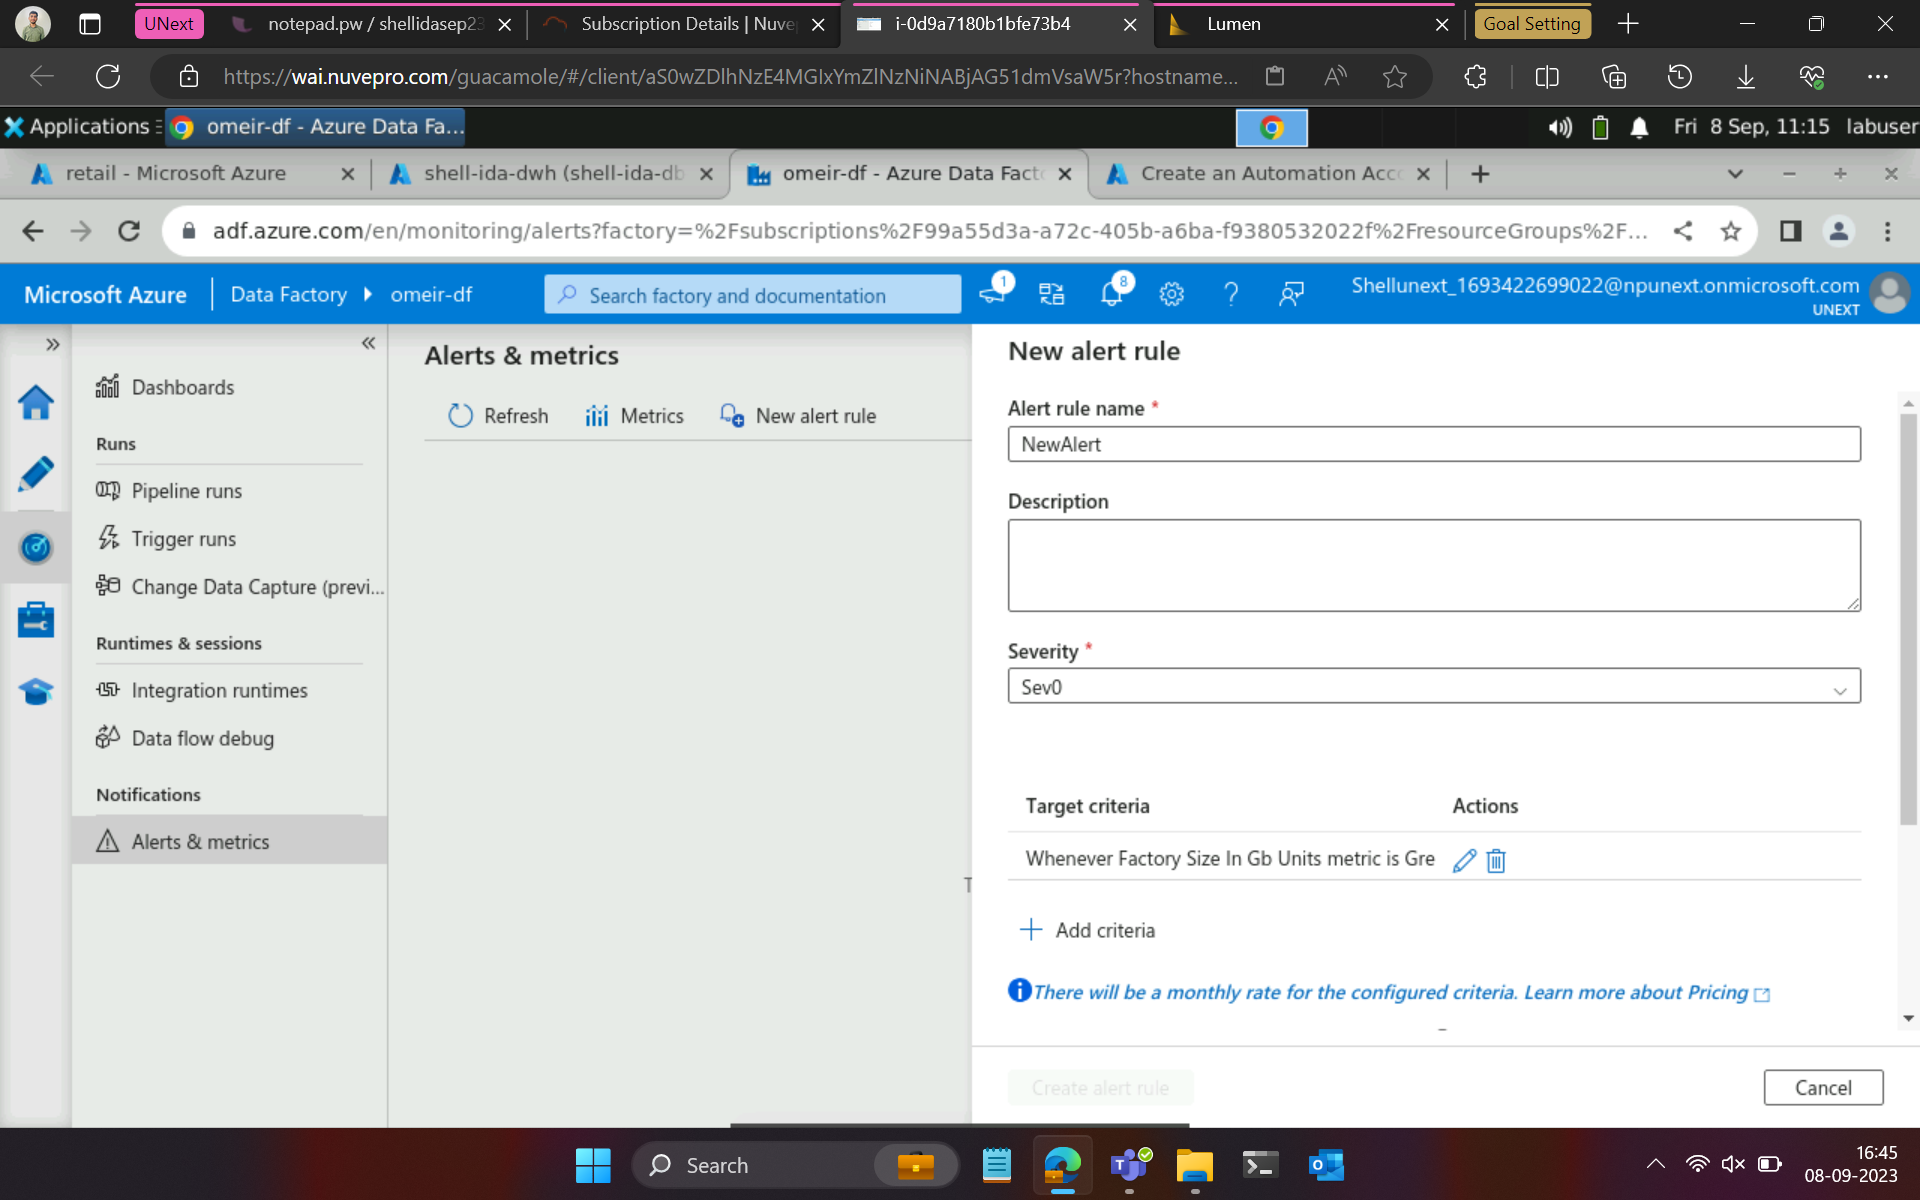 UNext
notepad.pw / shellidasep23
Subscription Details | Nuve
i-0d9a7180b1bfe73b4
Lumen
Goal Setting
https://wai.nuvepro.com/guacamole/#/client/aS0wZDlhNzE4MGIxYmZlNzNiNABjAG51dmVsaW5r?hostname...
Applications
omeir-df - Azure Data Fa...
Fri 8 Sep, 11:15 labuser
retail - Microsoft Azure
shell-ida-dwh (shell-ida-db
omeir-df - Azure Data Facto
Create an Automation Acco
adf.azure.com/en/monitoring/alerts?factory=%2Fsubscriptions%2F99a55d3a-a72c-405b-a6ba-f9380532022f%2FresourceGroups%2F...
Microsoft Azure
Data Factory
omeir-df
Search factory and documentation
1
8
Shellunext_1693422699022@npunext.onmicrosoft.com
UNEXT
Dashboards
Runs
Pipeline runs
Trigger runs
Change Data Capture (previ...
Runtimes & sessions
Integration runtimes
Data flow debug
Notifications
Alerts & metrics
Alerts & metrics
Refresh
Metrics
New alert rule
T
New alert rule
Alert rule name *
NewAlert
Description
Severity *
Sev0
Target criteria
Actions
Whenever Factory Size In Gb Units metric is Gre
Add criteria
There will be a monthly rate for the configured criteria. Learn more about Pricing
Create alert rule
Cancel
Search
16:45
08-09-2023